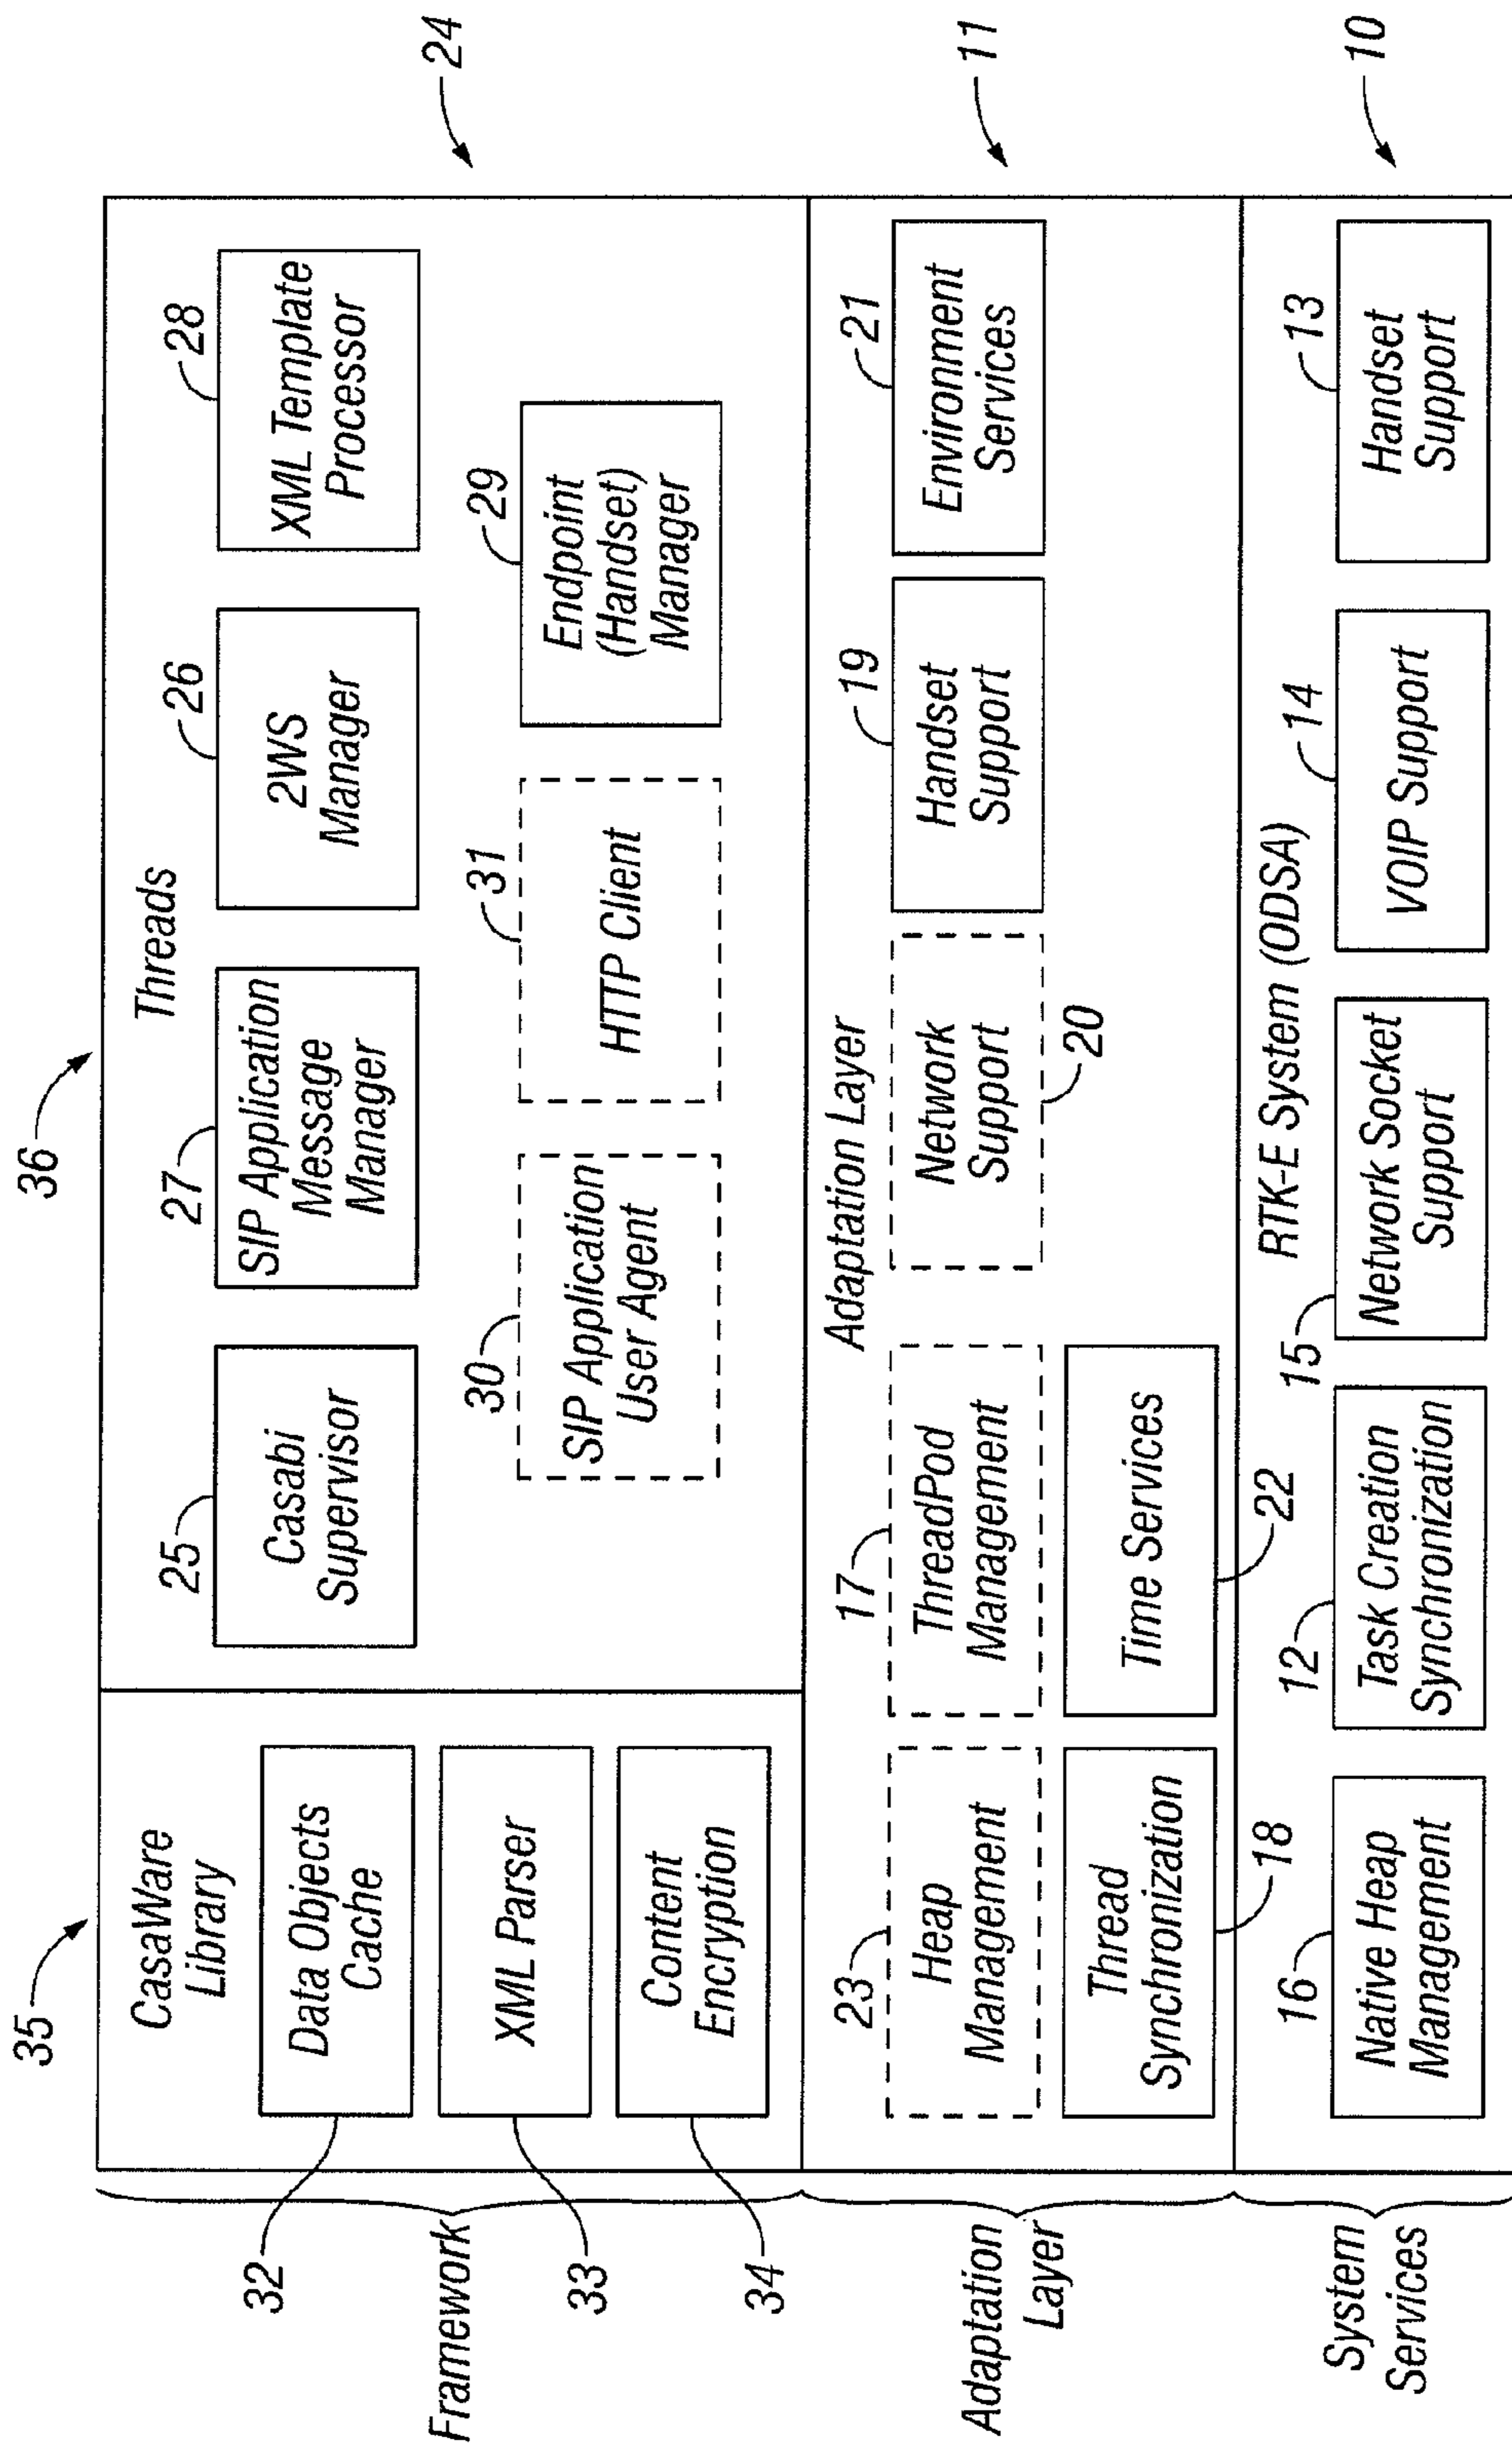 35
36
24
CasaWare
Library
Threads
32
Data Objects
Cache
33
XML Parser
34
Content
Encryption
25
Casabi
Supervisor
27
SIP Application
Message
Manager
26
2WS
Manager
28
XML Template
Processor
30
SIP Application
User Agent
31
HTTP Client
29
Endpoint
(Handset)
Manager
Framework
Adaptation Layer
11
23
Heap
Management
17
ThreadPod
Management
Network
Support
20
19
Handset
Support
21
Environment
Services
Thread
Synchronization
18
Time Services
22
Adaptation
Layer
RTK-E System (ODSA)
10
16
Native Heap
Management
12
Task Creation
Synchronization
15
Network Socket
Support
14
VOIP Support
13
Handset
Support
System
Services